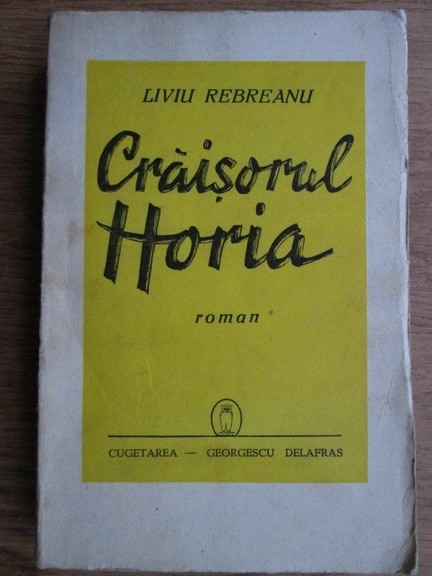 LIVIU REBREANU
Crăișorul
Horia
roman
CUGETAREA — GEORGESCU DELAFRAS